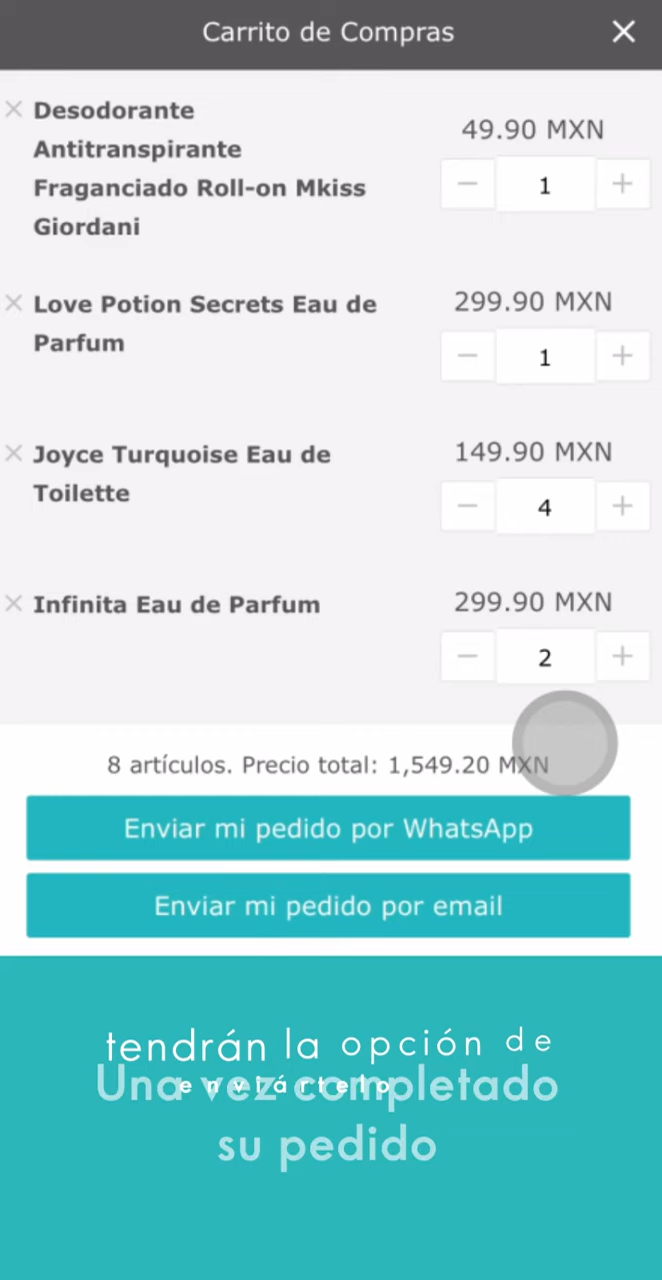 Carrito de Compras
Desodorante
Antitranspirante
Fraganciado Roll-on Mkiss
Giordani
49.90 MXN
1
Love Potion Secrets Eau de
Parfum
299.90 MXN
1
Joyce Turquoise Eau de
Toilette
149.90 MXN
4
Infinita Eau de Parfum
299.90 MXN
2
8 artículos. Precio total: 1,549.20 MXN
Enviar mi pedido por WhatsApp
Enviar mi pedido por email
tendrán la opción de
enviártelo
Una vez completado
su pedido